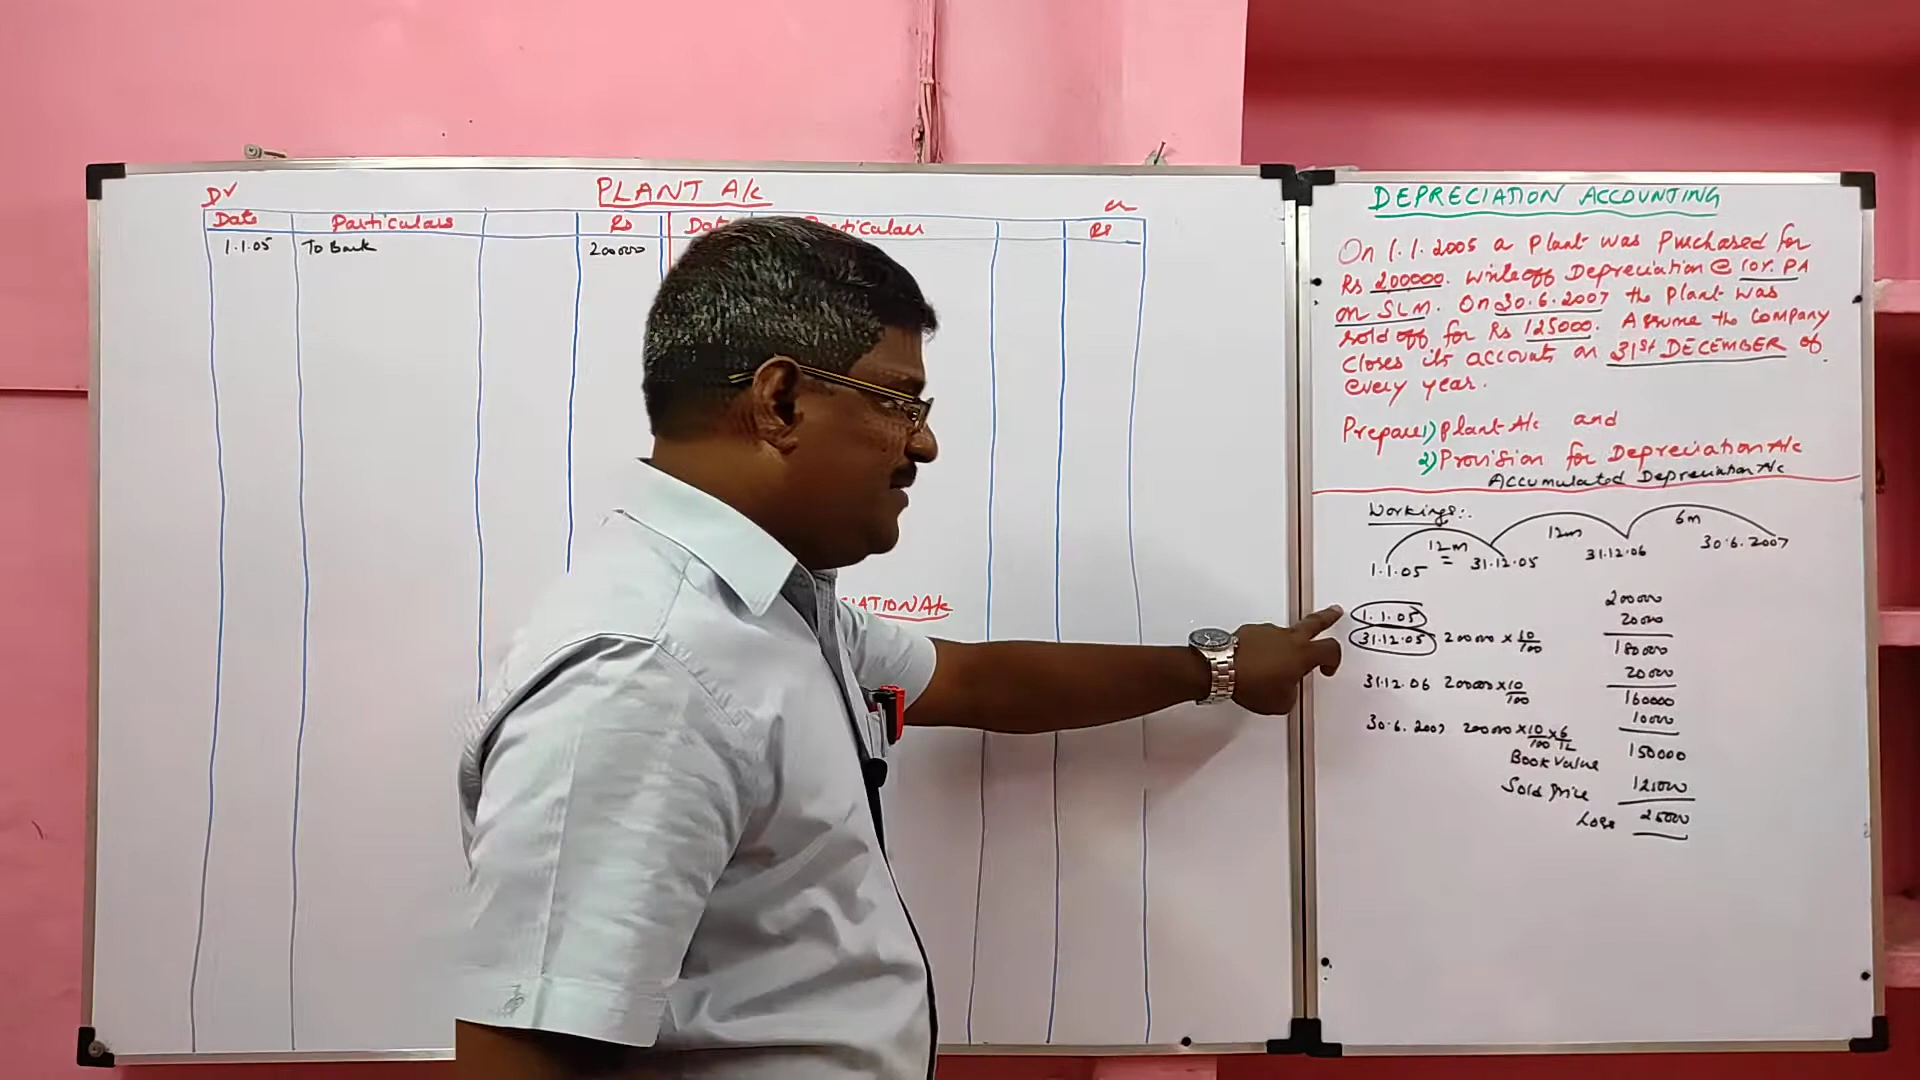 PLANT A/c
Dr
Cr
Date Particulars Rs Date Particulars Rs
1.1.05 To Bank 200000
CIATION A/c
DEPRECIATION ACCOUNTING
On 1.1.2005 a Plant was Purchased for
Rs 200000. Write off Depreciation @ 10% PA
on SLM. On 30.6.2007 the plant was
sold off for Rs 125000. Assume the Company
Closes its accounts on 31st DECEMBER of
every year.
Prepare 1) Plant A/c and
2) Provision for Depreciation A/c
Accumulated Depreciation A/c
Workings:.
12m 12m 6m
1.1.05 31.12.05 31.12.06 30.6.2007
200000
1.1.05 20000
31.12.05 200000 × 10/100 180000
20000
31.12.06 200000 × 10/100 160000
10000
30.6.2007 200000 × 10/100 × 6/12
Book Value 150000
Sold Price 125000
Loss 25000